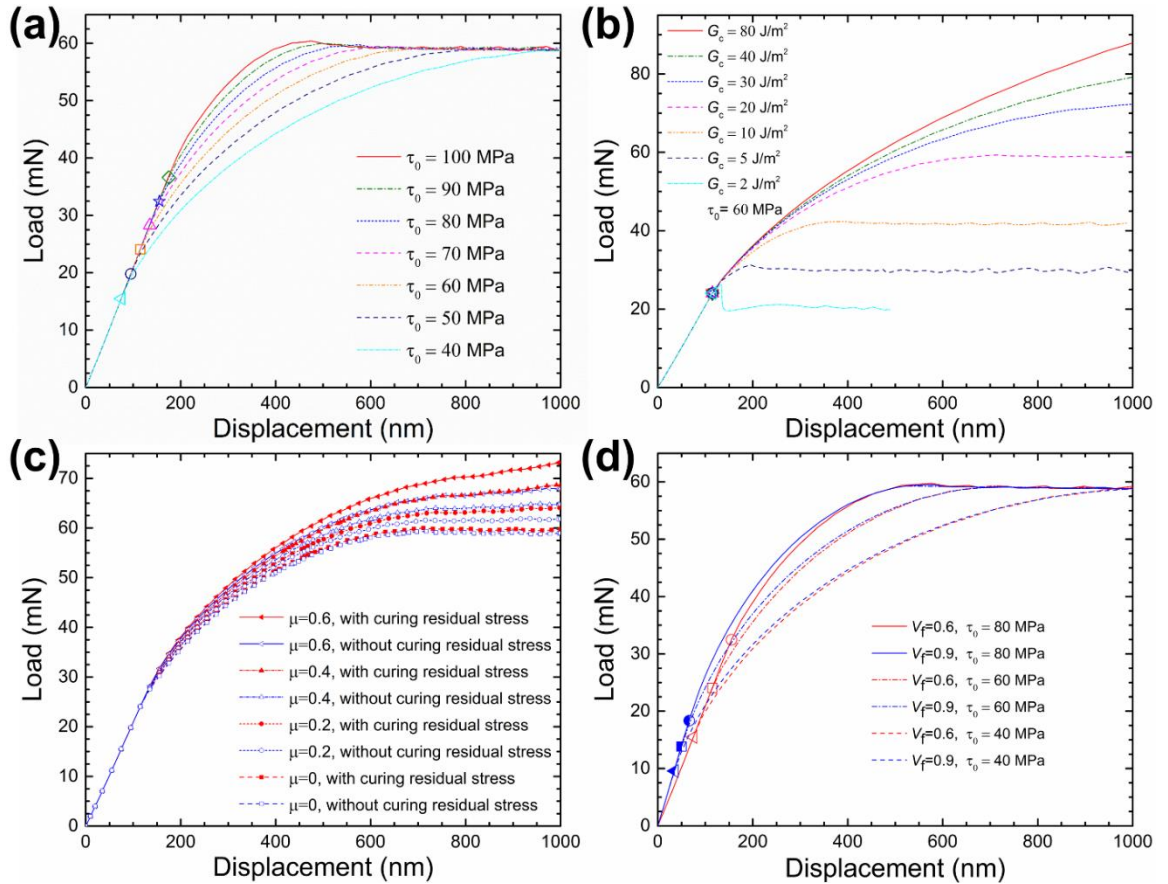 (a)
Load (mN)
60
50
40
30
20
10
0
τ₀ = 100 MPa
τ₀ = 90 MPa
τ₀ = 80 MPa
τ₀ = 70 MPa
τ₀ = 60 MPa
τ₀ = 50 MPa
τ₀ = 40 MPa
0 200 400 600 800 1000
Displacement (nm)
(b)
Load (mN)
80
60
40
20
0
Gc = 80 J/m²
Gc = 40 J/m²
Gc = 30 J/m²
Gc = 20 J/m²
Gc = 10 J/m²
Gc = 5 J/m²
Gc = 2 J/m²
τ₀ = 60 MPa
0 200 400 600 800 1000
Displacement (nm)
(c)
Load (mN)
70
60
50
40
30
20
10
0
μ=0.6, with curing residual stress
μ=0.6, without curing residual stress
μ=0.4, with curing residual stress
μ=0.4, without curing residual stress
μ=0.2, with curing residual stress
μ=0.2, without curing residual stress
μ=0, with curing residual stress
μ=0, without curing residual stress
0 200 400 600 800 1000
Displacement (nm)
(d)
Load (mN)
70
60
50
40
30
20
10
0
Vf=0.6, τ₀ = 80 MPa
Vf=0.9, τ₀ = 80 MPa
Vf=0.6, τ₀ = 60 MPa
Vf=0.9, τ₀ = 60 MPa
Vf=0.6, τ₀ = 40 MPa
Vf=0.9, τ₀ = 40 MPa
0 200 400 600 800 1000
Displacement (nm)